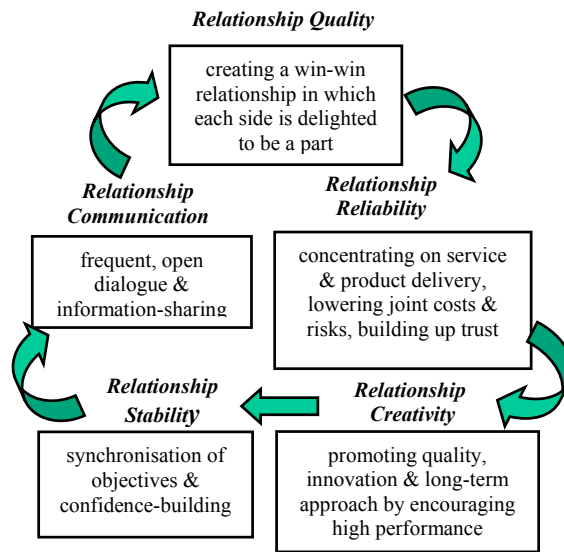 Relationship Quality
creating a win-win
relationship in which
each side is delighted
to be a part
Relationship
Reliability
concentrating on service
& product delivery,
lowering joint costs &
risks, building up trust
Relationship
Creativity
promoting quality,
innovation & long-term
approach by encouraging
high performance
Relationship
Stability
synchronisation of
objectives &
confidence-building
Relationship
Communication
frequent, open
dialogue &
information-sharing